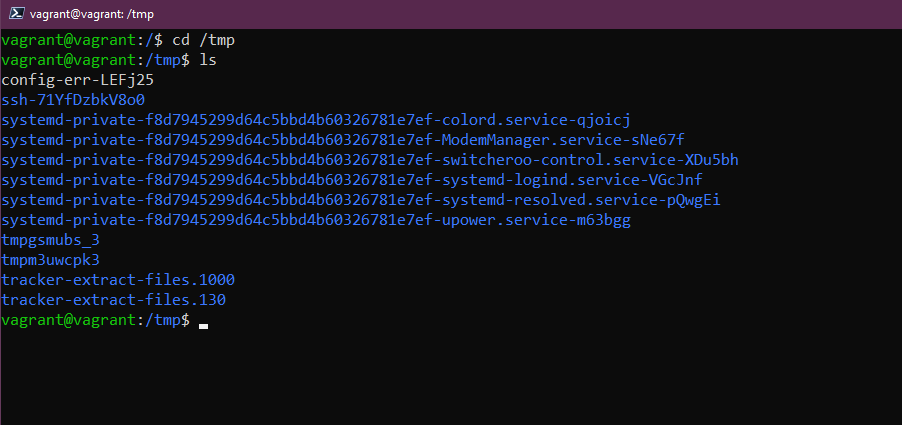 vagrant@vagrant: /tmp
vagrant@vagrant:/$ cd /tmp
vagrant@vagrant:/tmp$ ls
config-err-LEFj25
ssh-71YfDzbkV8o0
systemd-private-f8d7945299d64c5bbd4b60326781e7ef-colord.service-qjoicj
systemd-private-f8d7945299d64c5bbd4b60326781e7ef-ModemManager.service-sNe67f
systemd-private-f8d7945299d64c5bbd4b60326781e7ef-switcheroo-control.service-XDu5bh
systemd-private-f8d7945299d64c5bbd4b60326781e7ef-systemd-logind.service-VGcJnf
systemd-private-f8d7945299d64c5bbd4b60326781e7ef-systemd-resolved.service-pQwgEi
systemd-private-f8d7945299d64c5bbd4b60326781e7ef-upower.service-m63bgg
tmpgsmubs_3
tmpm3uwcpk3
tracker-extract-files.1000
tracker-extract-files.130
vagrant@vagrant:/tmp$